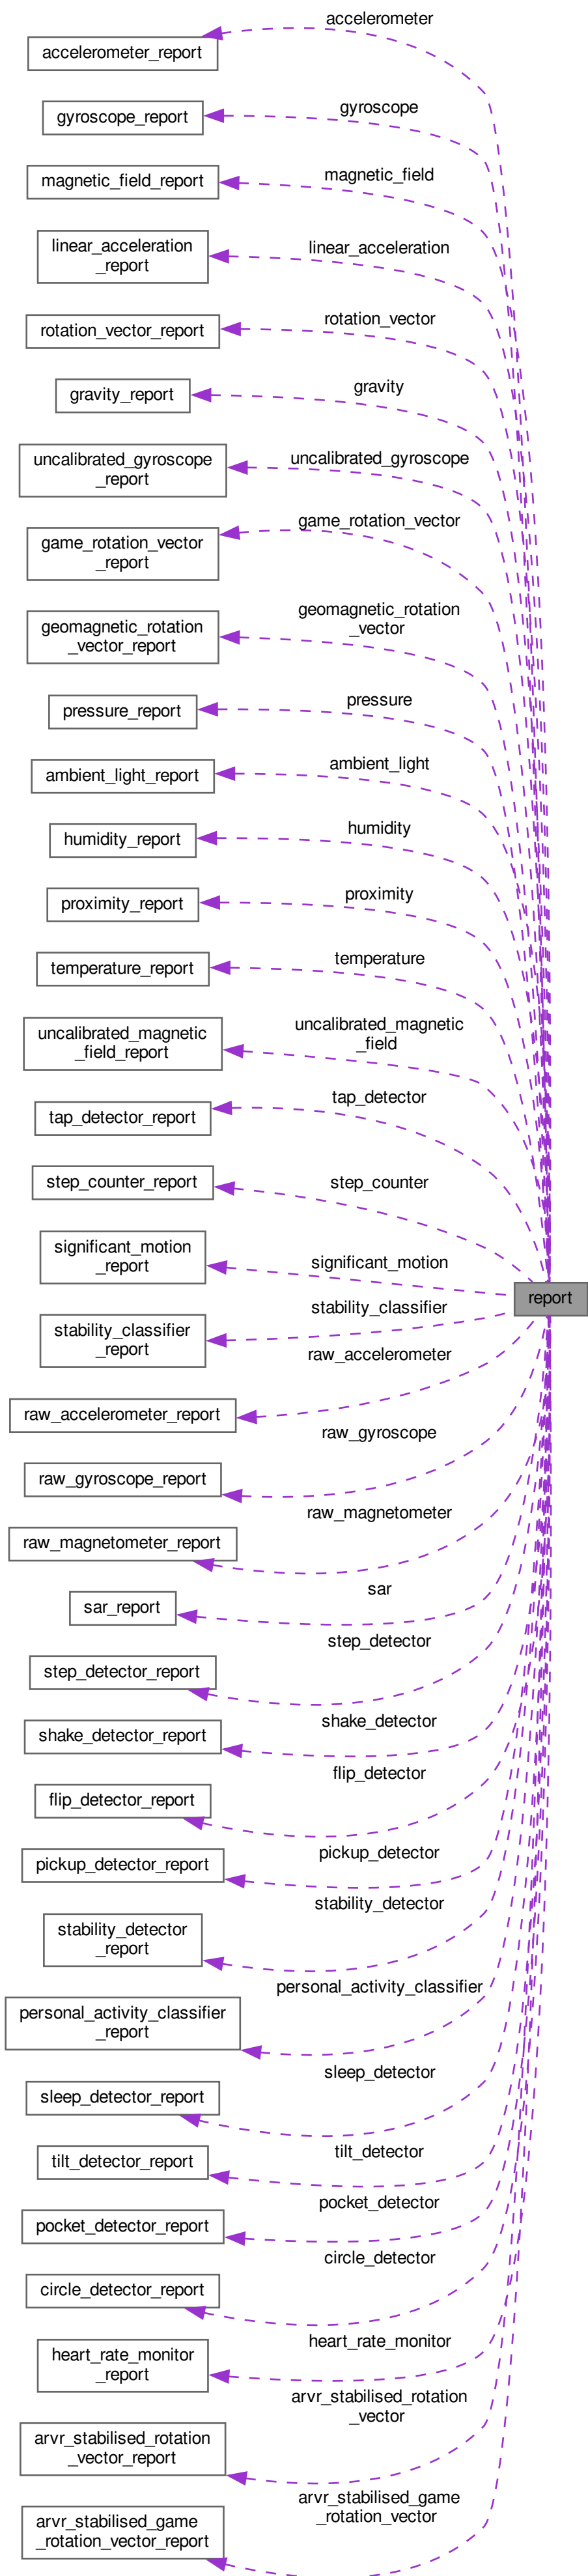 accelerometer
accelerometer_report
gyroscope
gyroscope_report
magnetic_field
magnetic_field_report
linear_acceleration
linear_acceleration
_report
rotation_vector
rotation_vector_report
gravity
gravity_report
uncalibrated_gyroscope
uncalibrated_gyroscope
_report
game_rotation_vector
game_rotation_vector
_report
geomagnetic_rotation
_vector
geomagnetic_rotation
_vector_report
pressure
pressure_report
ambient_light
ambient_light_report
humidity
humidity_report
proximity
proximity_report
temperature
temperature_report
uncalibrated_magnetic
_field
uncalibrated_magnetic
_field_report
tap_detector
tap_detector_report
step_counter
step_counter_report
significant_motion
significant_motion
_report
report
stability_classifier
stability_classifier
_report
raw_accelerometer
raw_accelerometer_report
raw_gyroscope
raw_gyroscope_report
raw_magnetometer
raw_magnetometer_report
sar
sar_report
step_detector
step_detector_report
shake_detector
shake_detector_report
flip_detector
flip_detector_report
pickup_detector
pickup_detector_report
stability_detector
stability_detector
_report
personal_activity_classifier
personal_activity_classifier
_report
sleep_detector
sleep_detector_report
tilt_detector
tilt_detector_report
pocket_detector
pocket_detector_report
circle_detector
circle_detector_report
heart_rate_monitor
heart_rate_monitor
_report
arvr_stabilised_rotation
_vector
arvr_stabilised_rotation
_vector_report
arvr_stabilised_game
_rotation_vector
arvr_stabilised_game
_rotation_vector_report